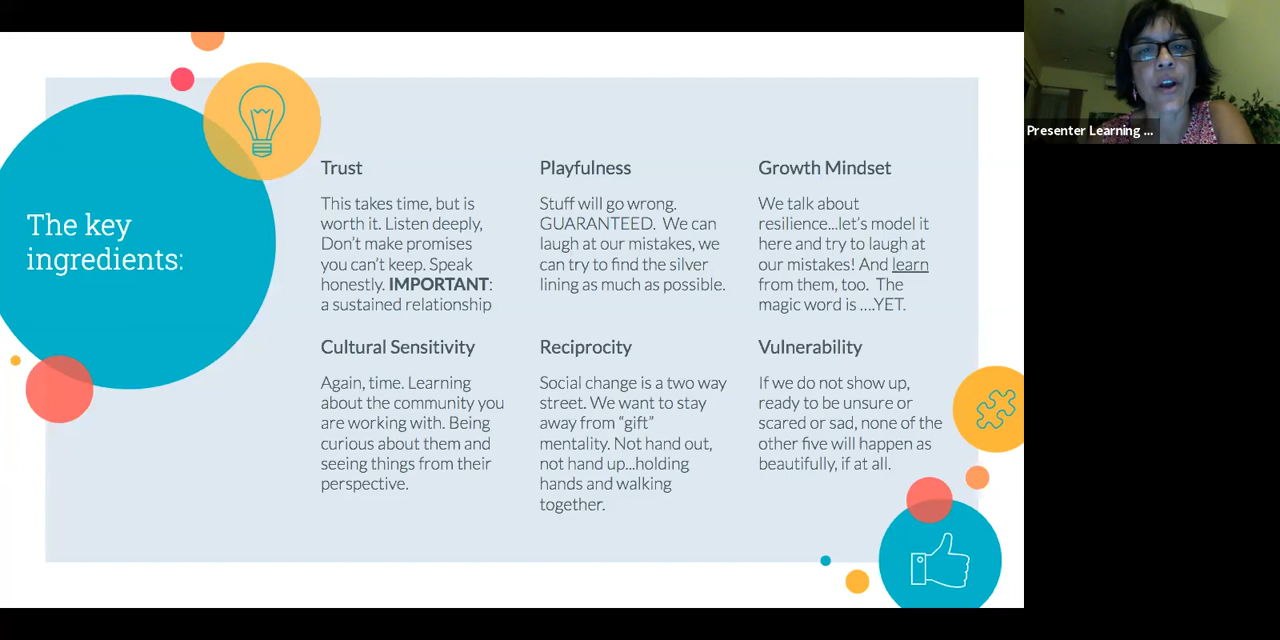 The key
ingredients:
Trust
This takes time, but is
worth it. Listen deeply,
Don’t make promises
you can’t keep. Speak
honestly. IMPORTANT:
a sustained relationship
Playfulness
Stuff will go wrong.
GUARANTEED. We can
laugh at our mistakes, we
can try to find the silver
lining as much as possible.
Growth Mindset
We talk about
resilience...let’s model it
here and try to laugh at
our mistakes! And learn
from them, too. The
magic word is ....YET.
Cultural Sensitivity
Again, time. Learning
about the community you
are working with. Being
curious about them and
seeing things from their
perspective.
Reciprocity
Social change is a two way
street. We want to stay
away from “gift”
mentality. Not hand out,
not hand up...holding
hands and walking
together.
Vulnerability
If we do not show up,
ready to be unsure or
scared or sad, none of the
other five will happen as
beautifully, if at all.
Presenter Learning ...